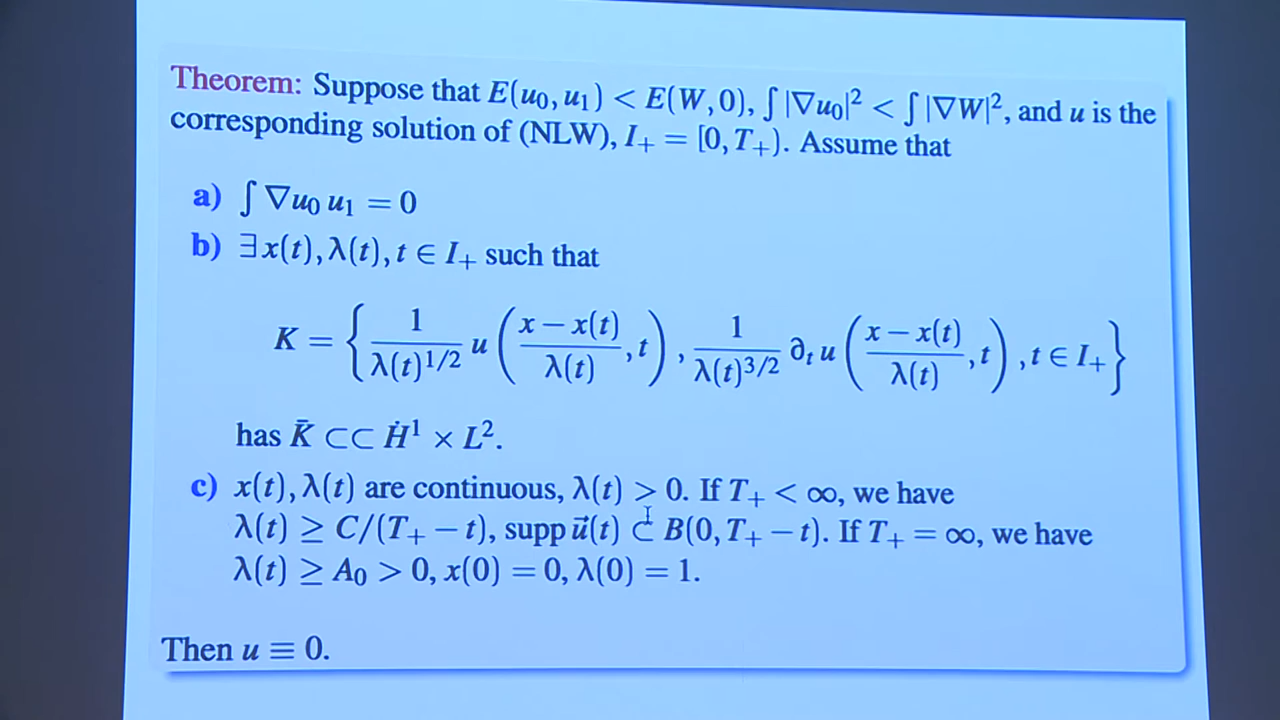 Theorem: Suppose that E(u₀, u₁) < E(W, 0), ∫ |∇u₀|² < ∫ |∇W|², and u is the
corresponding solution of (NLW), I₊ = [0, T₊). Assume that
a) ∫ ∇u₀ u₁ = 0
b) ∃x(t), λ(t), t ∈ I₊ such that
K = { 1/λ(t)^{1/2} u( (x − x(t))/λ(t), t ), 1/λ(t)^{3/2} ∂ₜ u( (x − x(t))/λ(t), t ), t ∈ I₊ }
has K̄ ⊂⊂ Ḣ¹ × L².
c) x(t), λ(t) are continuous, λ(t) > 0. If T₊ < ∞, we have
λ(t) ≥ C/(T₊ − t), supp u⃗(t) ⊂ B(0, T₊ − t). If T₊ = ∞, we have
λ(t) ≥ A₀ > 0, x(0) = 0, λ(0) = 1.
Then u ≡ 0.